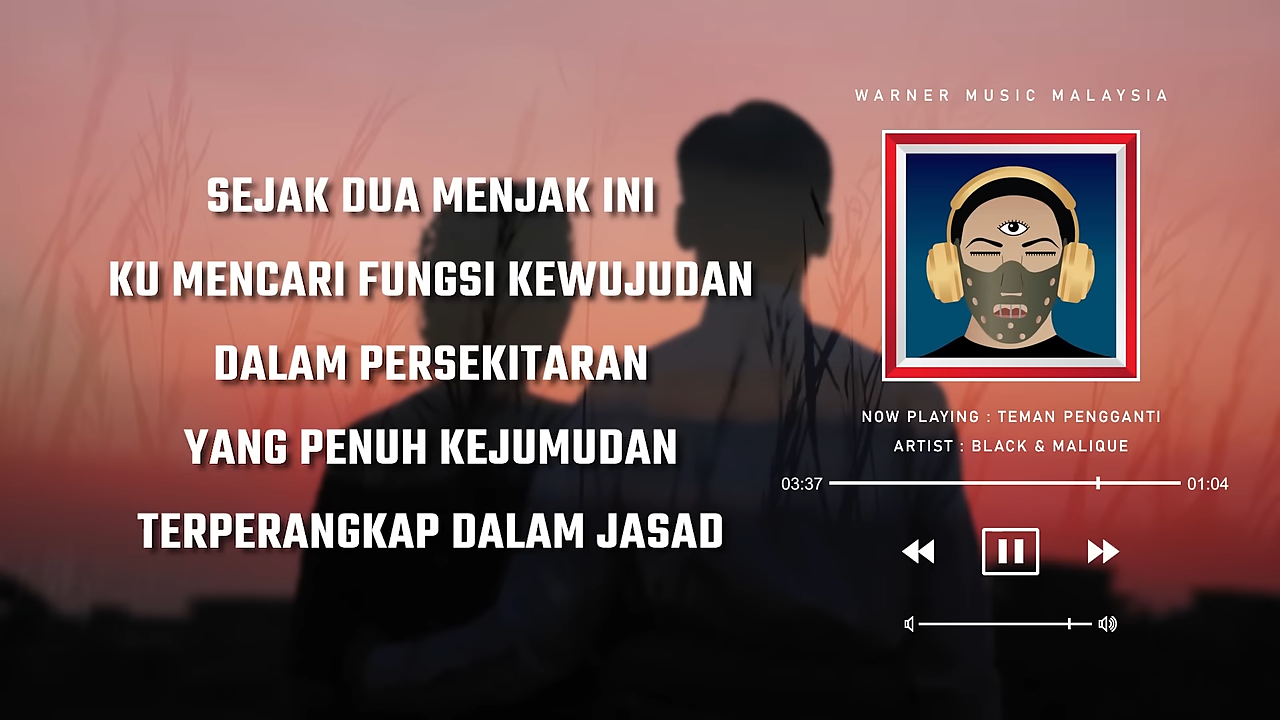 SEJAK DUA MENJAK INI
KU MENCARI FUNGSI KEWUJUDAN
DALAM PERSEKITARAN
YANG PENUH KEJUMUDAN
TERPERANGKAP DALAM JASAD
WARNER MUSIC MALAYSIA
NOW PLAYING : TEMAN PENGGANTI
ARTIST : BLACK & MALIQUE
03:37 01:04